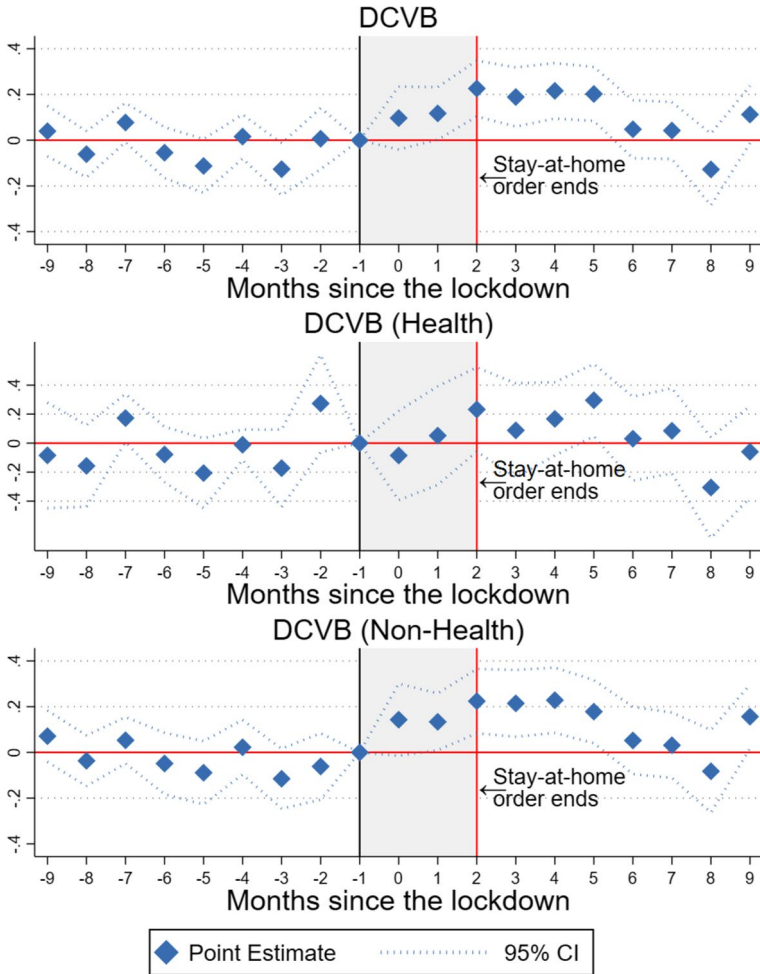 DCVB
.4
.2
0
-.2
-.4
←Stay-at-home
order ends
-9 -8 -7 -6 -5 -4 -3 -2 -1 0 1 2 3 4 5 6 7 8 9
Months since the lockdown
DCVB (Health)
.4
.2
0
-.2
-.4
←Stay-at-home
order ends
-9 -8 -7 -6 -5 -4 -3 -2 -1 0 1 2 3 4 5 6 7 8 9
Months since the lockdown
DCVB (Non-Health)
.4
.2
0
-.2
-.4
←Stay-at-home
order ends
-9 -8 -7 -6 -5 -4 -3 -2 -1 0 1 2 3 4 5 6 7 8 9
Months since the lockdown
Point Estimate 95% CI